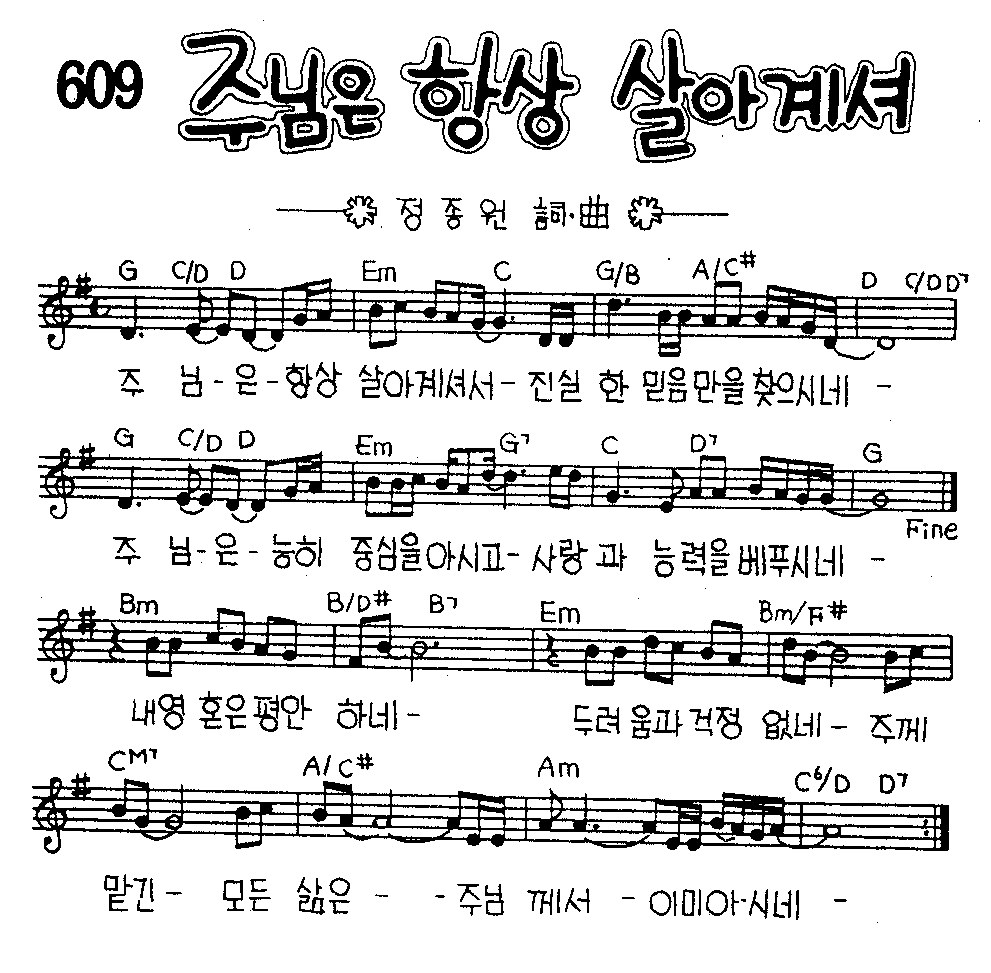 609 주님은 항상 살아계셔
정종원 詞·曲
G C/D D Em C G/B A/C# D C/D D7
주 님-은-항상 살아계셔서- 진실 한 믿음만을찾으시네 -
G C/D D Em G7 C D7 G
Fine
주 님-은- 능히 중심을아시고- 사랑 과 능력을베푸시네 -
Bm B/D# B7 Em Bm/F#
내영 혼은평안 하네- 두려움과걱정 없네- 주께
CM7 A/C# Am C6/D D7
맡긴- 모든 삶은 - - 주님 께서 - 이미아시네 -